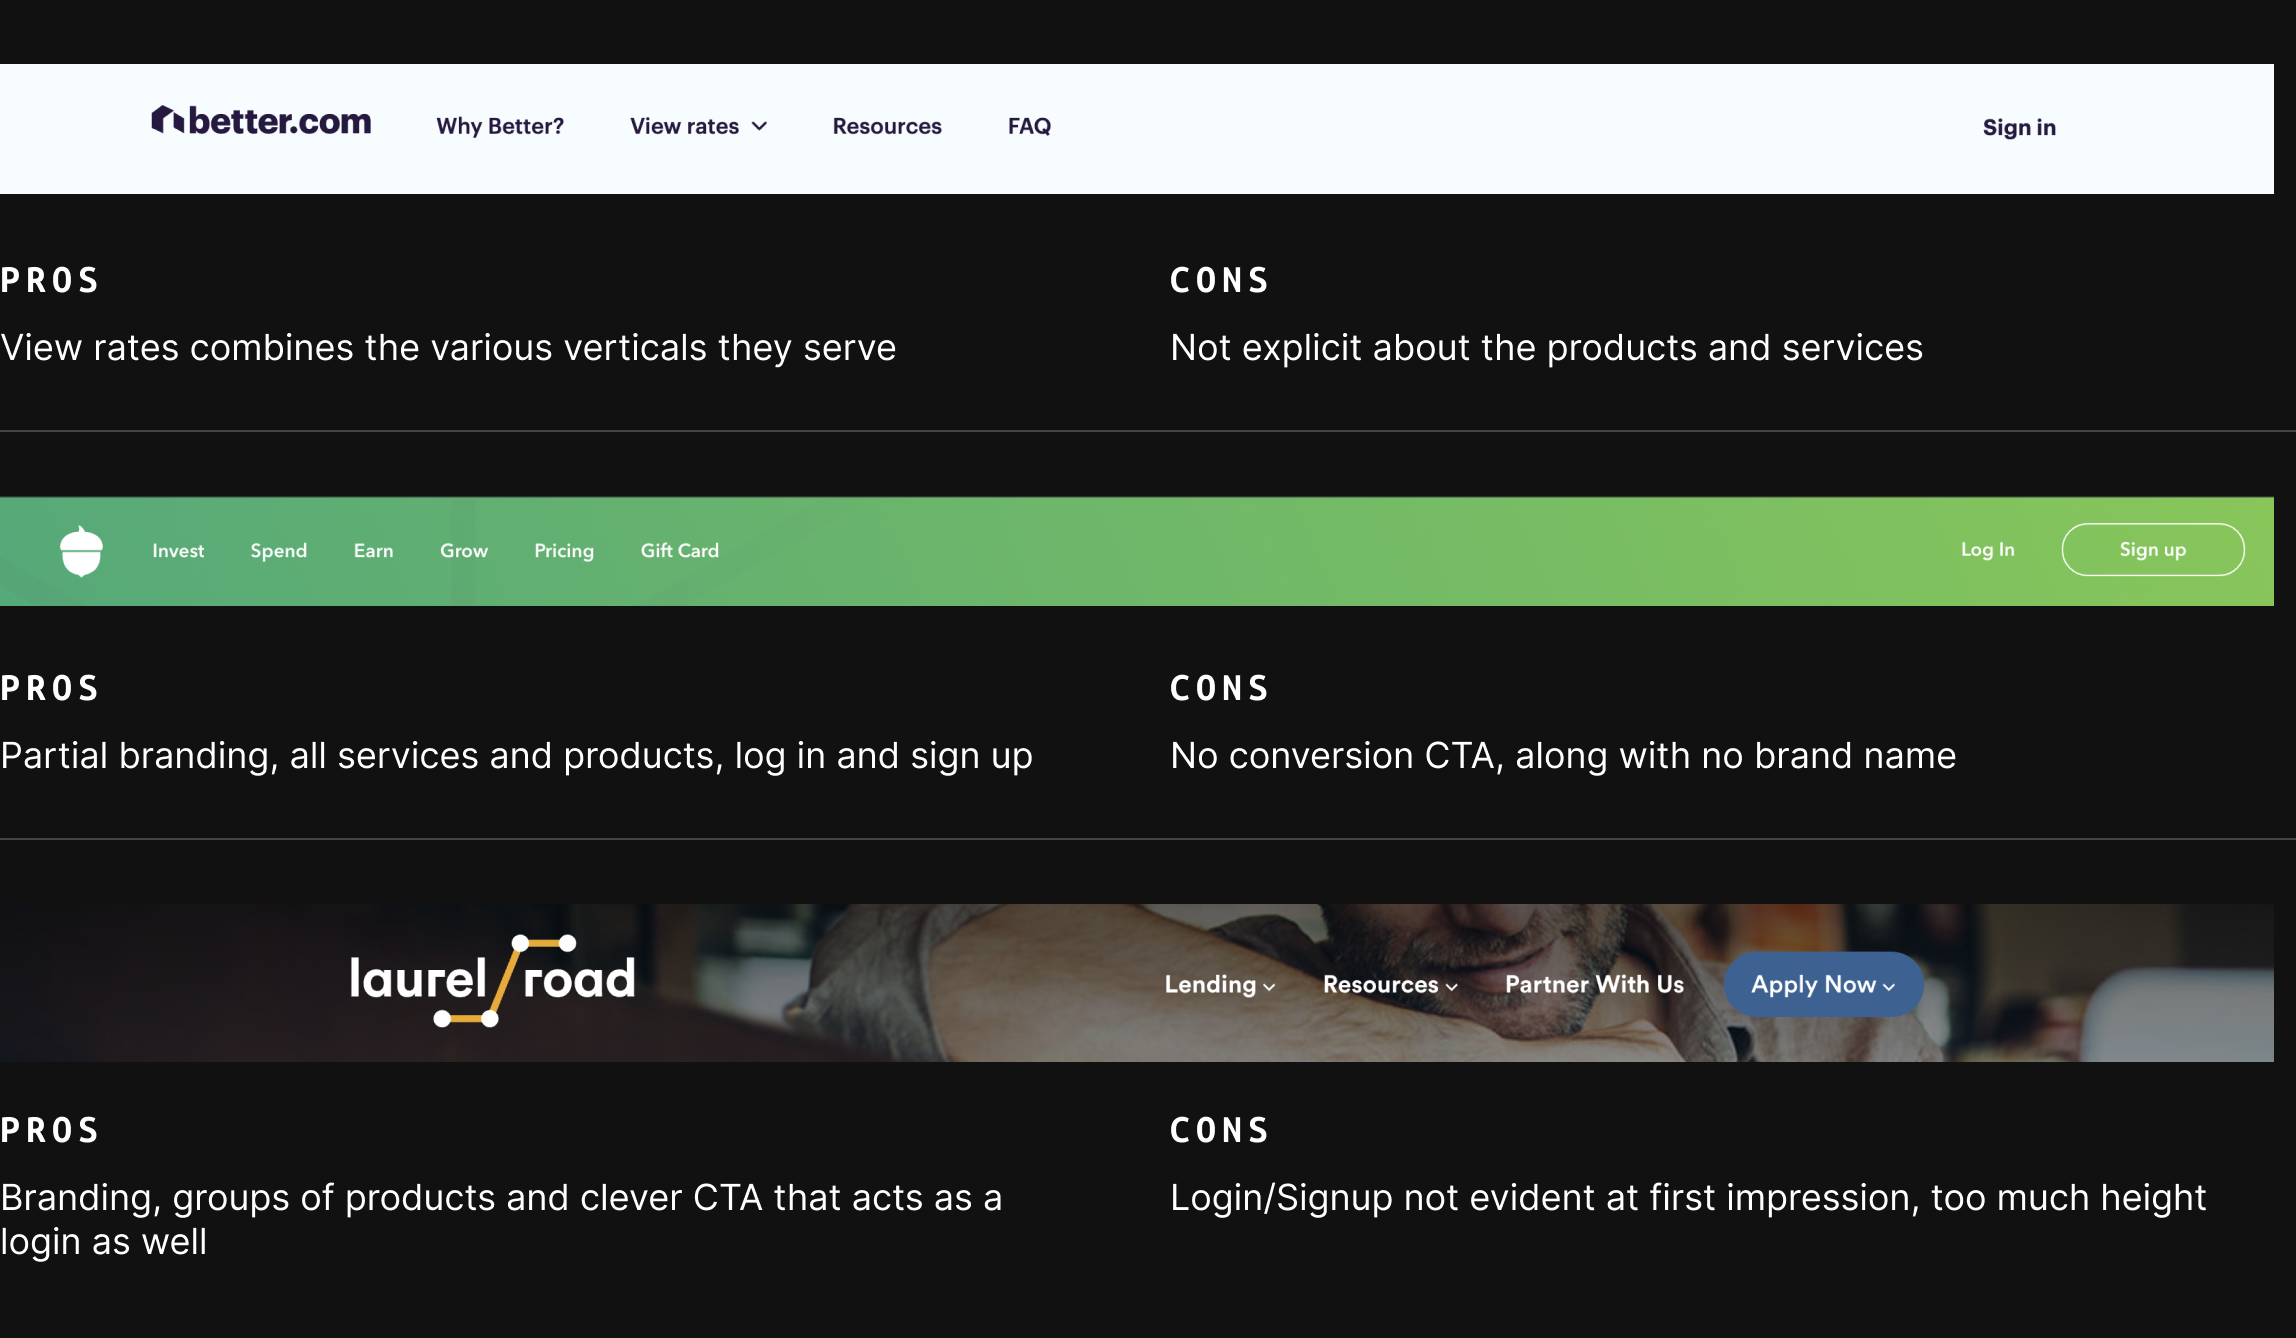 better.com Why Better? View rates Resources FAQ Sign in
PROS CONS
View rates combines the various verticals they serve Not explicit about the products and services
Invest Spend Earn Grow Pricing Gift Card Log In Sign up
PROS CONS
Partial branding, all services and products, log in and sign up No conversion CTA, along with no brand name
laurel road Lending Resources Partner With Us Apply Now
PROS CONS
Branding, groups of products and clever CTA that acts as a Login/Signup not evident at first impression, too much height
login as well